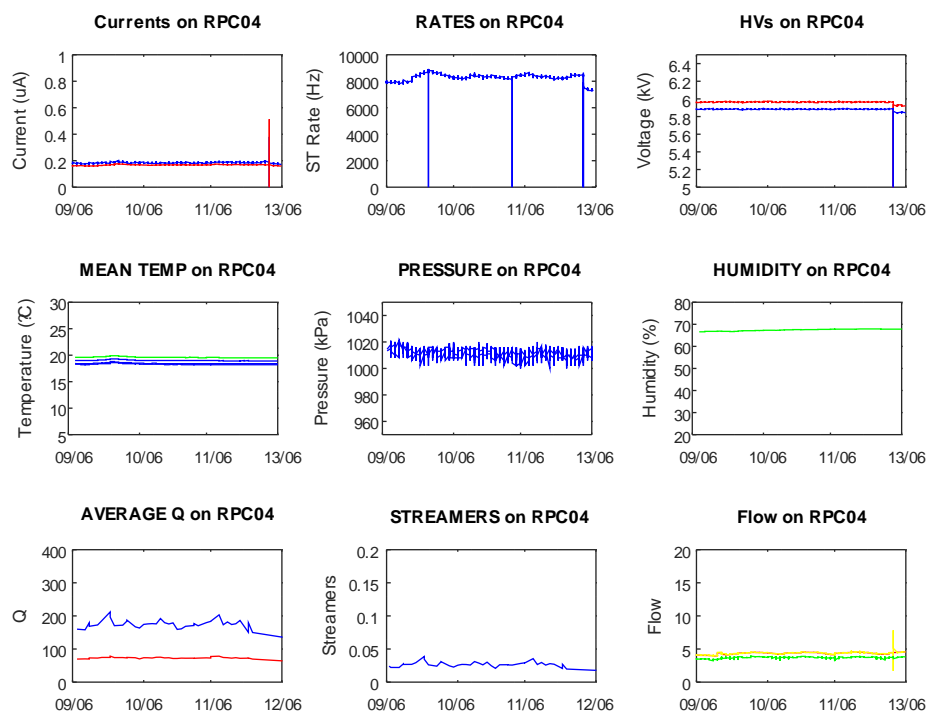 Currents on RPC04
RATES on RPC04
HVs on RPC04
Current (uA)
1
0.8
0.6
0.4
0.2
0
09/06 10/06 11/06 13/06
ST Rate (Hz)
10000
8000
6000
4000
2000
0
09/06 10/06 11/06 13/06
Voltage (kV)
6.4
6.2
6
5.8
5.6
5.4
5.2
5
09/06 10/06 11/06 13/06
MEAN TEMP on RPC04
PRESSURE on RPC04
HUMIDITY on RPC04
Temperature (?C)
30
25
20
15
10
5
09/06 10/06 11/06 13/06
Pressure (kPa)
1040
1020
1000
980
960
09/06 10/06 11/06 13/06
Humidity (%)
80
70
60
50
40
30
20
09/06 10/06 11/06 13/06
AVERAGE Q on RPC04
STREAMERS on RPC04
Flow on RPC04
Q
400
300
200
100
0
09/06 10/06 11/06 12/06
Streamers
0.2
0.15
0.1
0.05
0
09/06 10/06 11/06 12/06
Flow
20
15
10
5
0
09/06 10/06 11/06 13/06